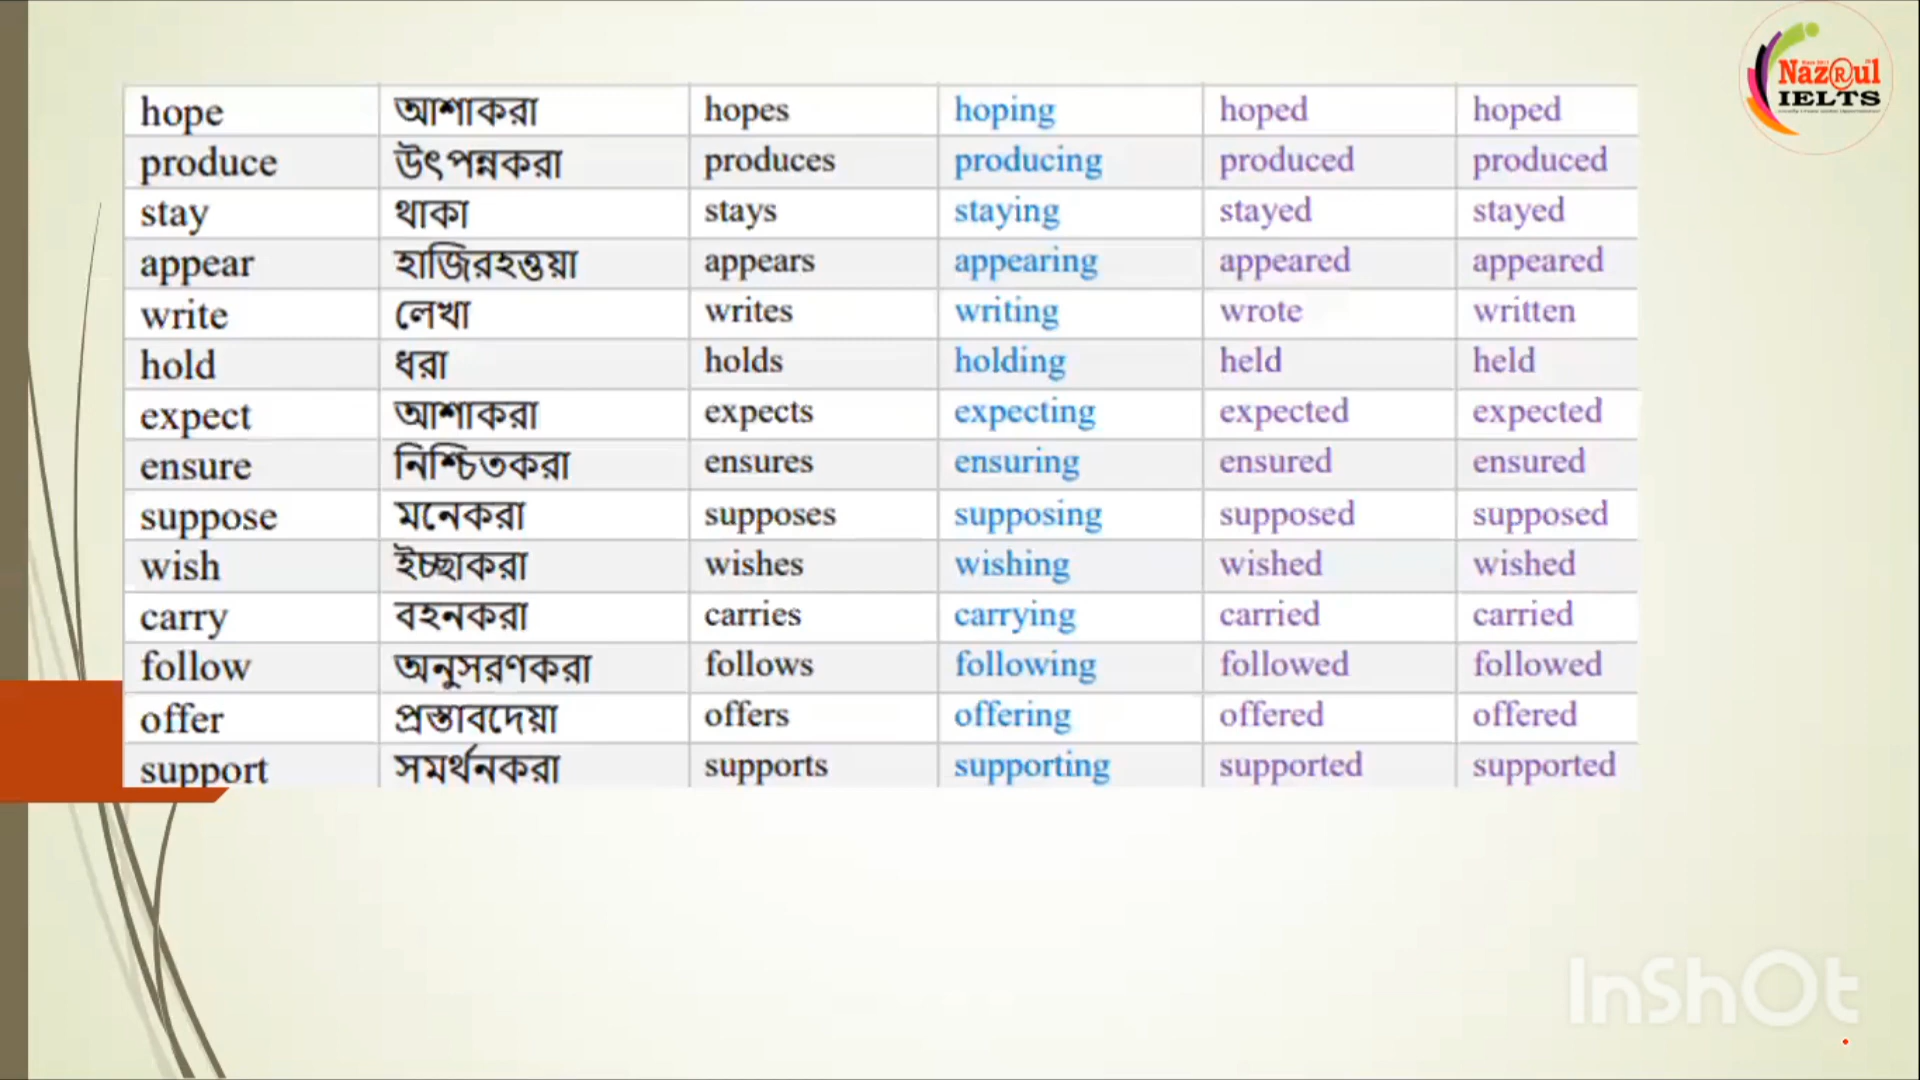 Nazrul
IELTS
hope আশাকরা hopes hoping hoped hoped
produce উৎপন্নকরা produces producing produced produced
stay থাকা stays staying stayed stayed
appear হাজিরহওয়া appears appearing appeared appeared
write লেখা writes writing wrote written
hold ধরা holds holding held held
expect আশাকরা expects expecting expected expected
ensure নিশ্চিতকরা ensures ensuring ensured ensured
suppose মনেকরা supposes supposing supposed supposed
wish ইচ্ছাকরা wishes wishing wished wished
carry বহনকরা carries carrying carried carried
follow অনুসরণকরা follows following followed followed
offer প্রস্তাবদেয়া offers offering offered offered
support সমর্থনকরা supports supporting supported supported
InShOt